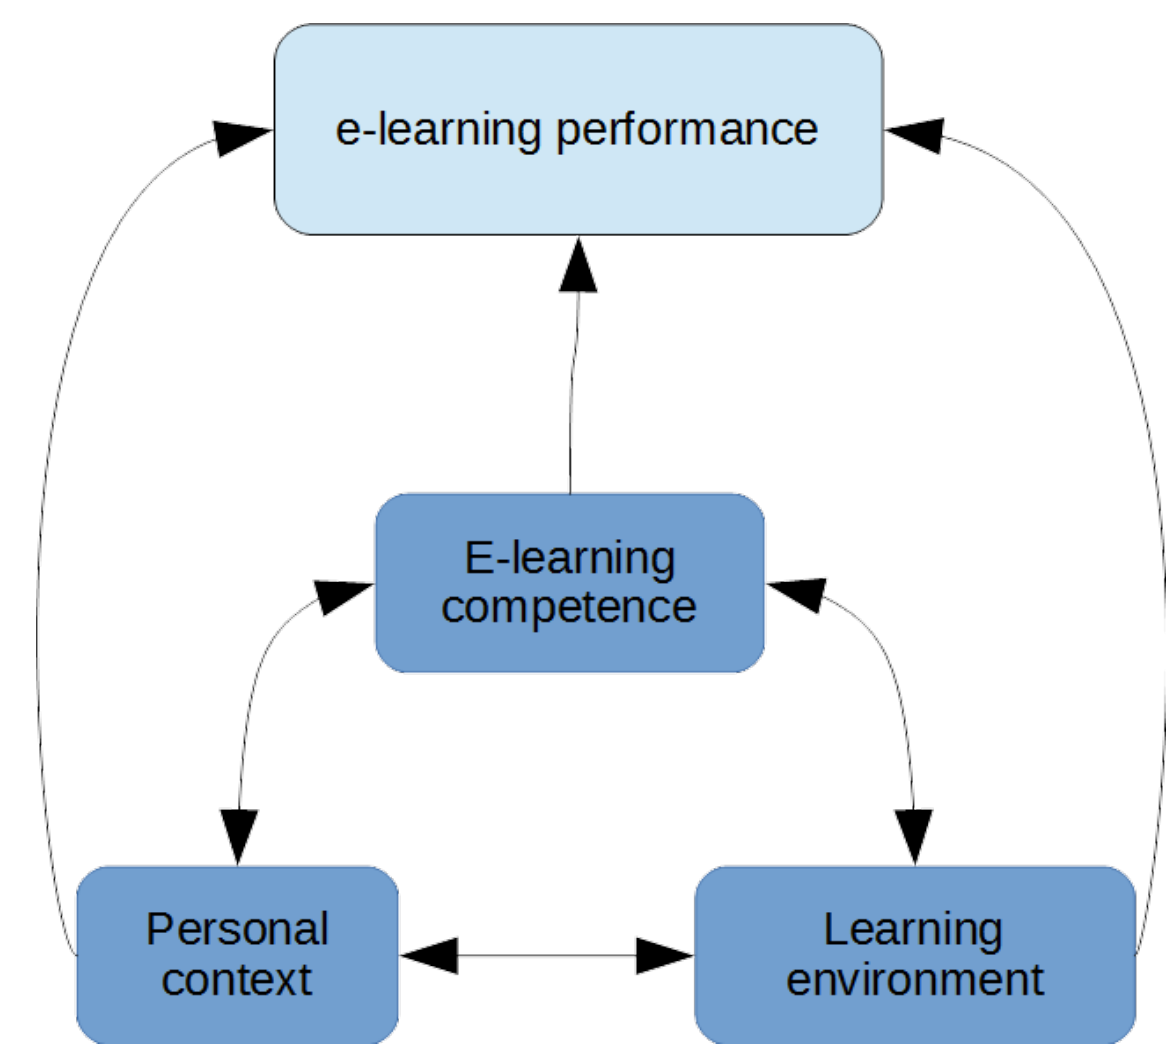 e-learning performance
E-learning
competence
Personal
context
Learning
environment